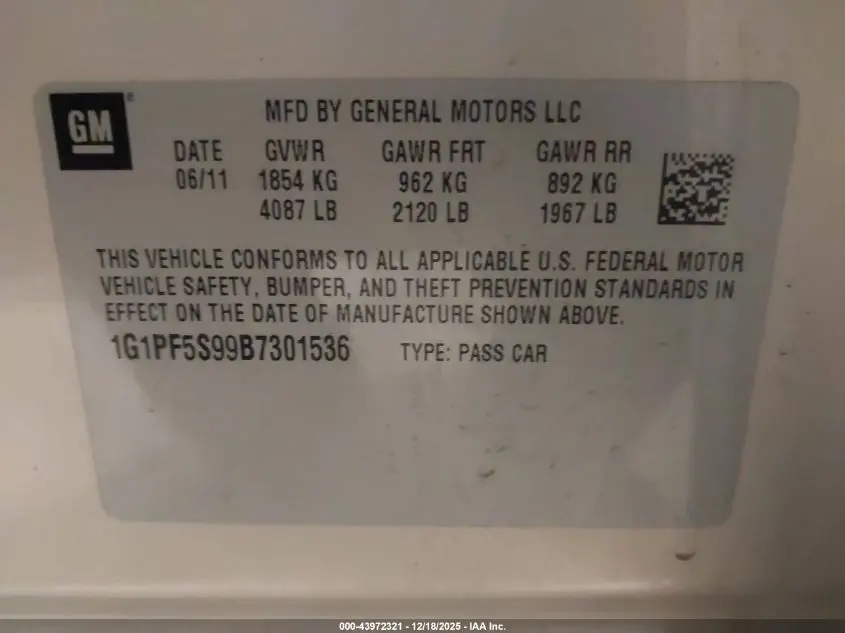 GM
MFD BY GENERAL MOTORS LLC
DATE GVWR GAWR FRT GAWR RR
06/11 1854 KG 962 KG 892 KG
4087 LB 2120 LB 1967 LB
THIS VEHICLE CONFORMS TO ALL APPLICABLE U.S. FEDERAL MOTOR
VEHICLE SAFETY, BUMPER, AND THEFT PREVENTION STANDARDS IN
EFFECT ON THE DATE OF MANUFACTURE SHOWN ABOVE.
1G1PF5S99B7301536 TYPE: PASS CAR
000-43972321 - 12/18/2025 - IAA Inc.